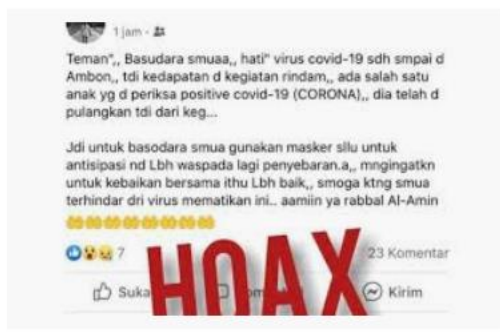 1 jam
Teman",, Basudara smuaa,, hati" virus covid-19 sdh smpai d
Ambon,, tdi kedapatan d kegiatan rindam,, ada salah satu
anak yg d periksa positive covid-19 (CORONA),, dia telah d
pulangkan tdi dari keg...
Jdi untuk basodara smua gunakan masker sllu untuk
antisipasi nd Lbh waspada lagi penyebaran.a,, mngingatkn
untuk kebaikan bersama ithu Lbh baik,, smoga ktng smua
terhindar dri virus mematikan ini.. aamiin ya rabbal Al-Amin
7
23 Komentar
HOAX
Suka
Kirim